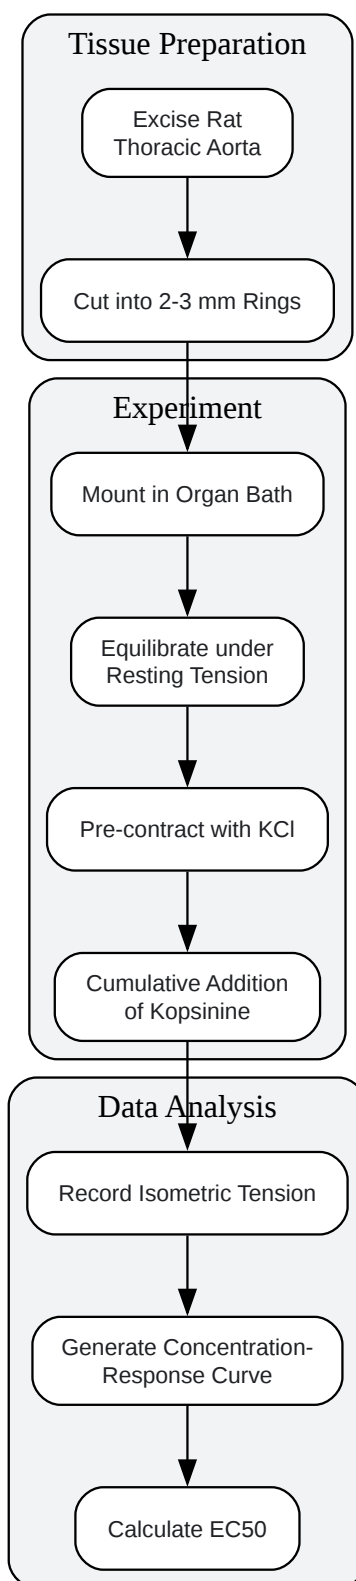 Tissue Preparation
Excise Rat
Thoracic Aorta
Cut into 2-3 mm Rings
Experiment
Mount in Organ Bath
Equilibrate under
Resting Tension
Pre-contract with KCl
Cumulative Addition
of Kopsinine
Data Analysis
Record Isometric Tension
Generate Concentration-
Response Curve
Calculate EC50